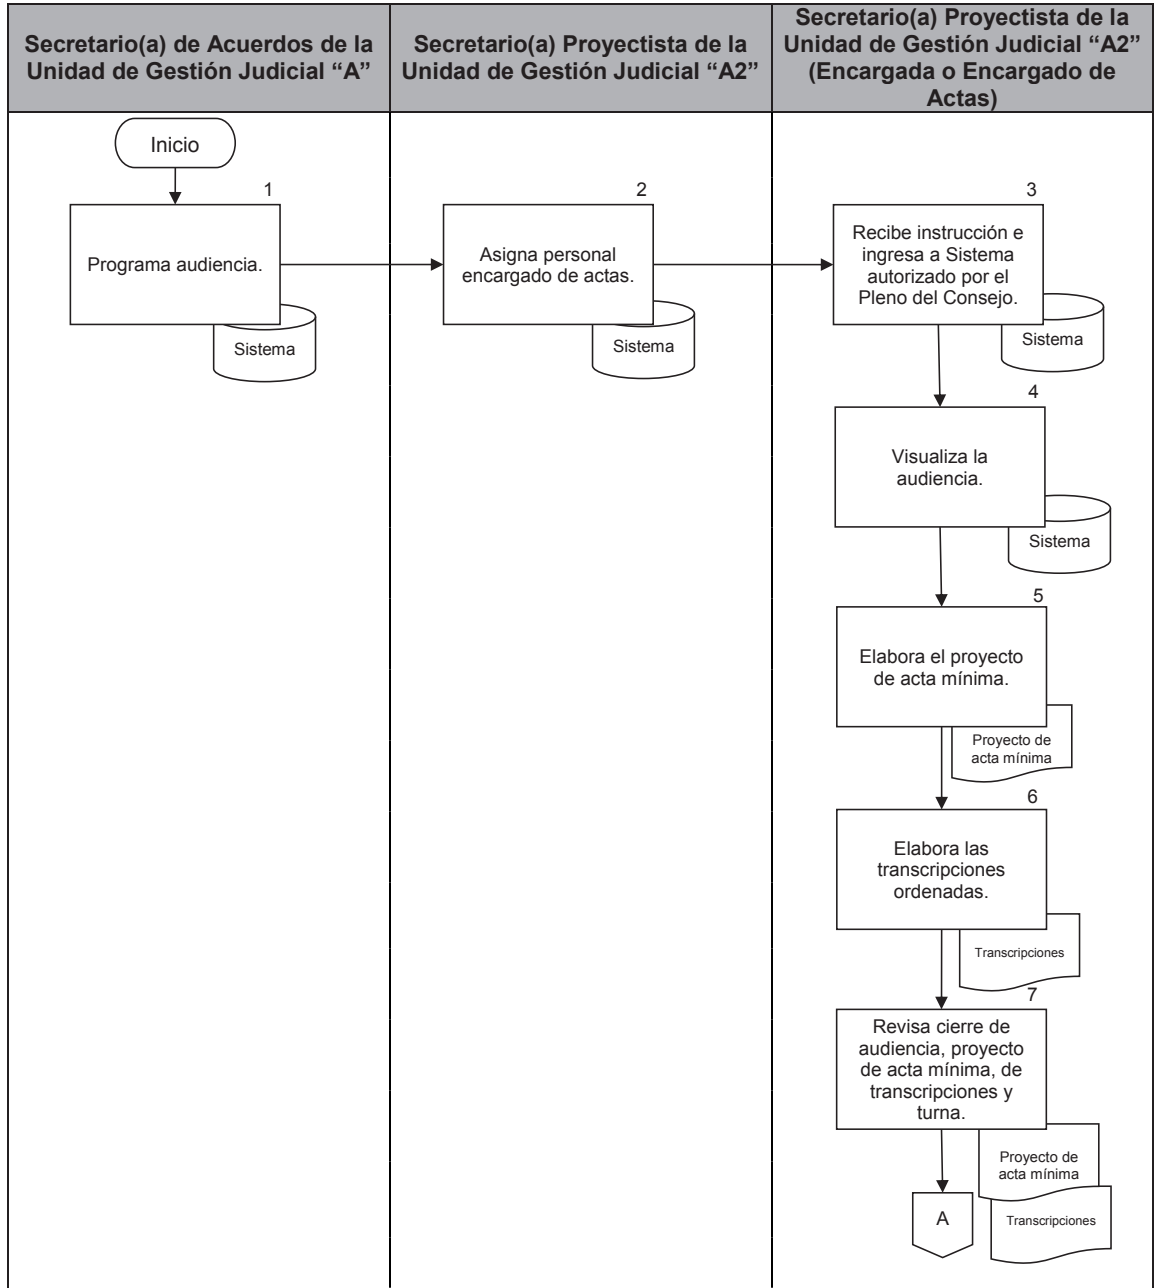 Secretario(a) de Acuerdos de la
Unidad de Gestión Judicial “A”
Secretario(a) Proyectista de la
Unidad de Gestión Judicial “A2”
Secretario(a) Proyectista de la
Unidad de Gestión Judicial “A2”
(Encargada o Encargado de
Actas)
Inicio
1
Programa audiencia.
Sistema
2
Asigna personal
encargado de actas.
Sistema
3
Recibe instrucción e
ingresa a Sistema
autorizado por el
Pleno del Consejo.
Sistema
4
Visualiza la
audiencia.
Sistema
5
Elabora el proyecto
de acta mínima.
Proyecto de
acta mínima
6
Elabora las
transcripciones
ordenadas.
Transcripciones
7
Revisa cierre de
audiencia, proyecto
de acta mínima, de
transcripciones y
turna.
Proyecto de
acta mínima
Transcripciones
A